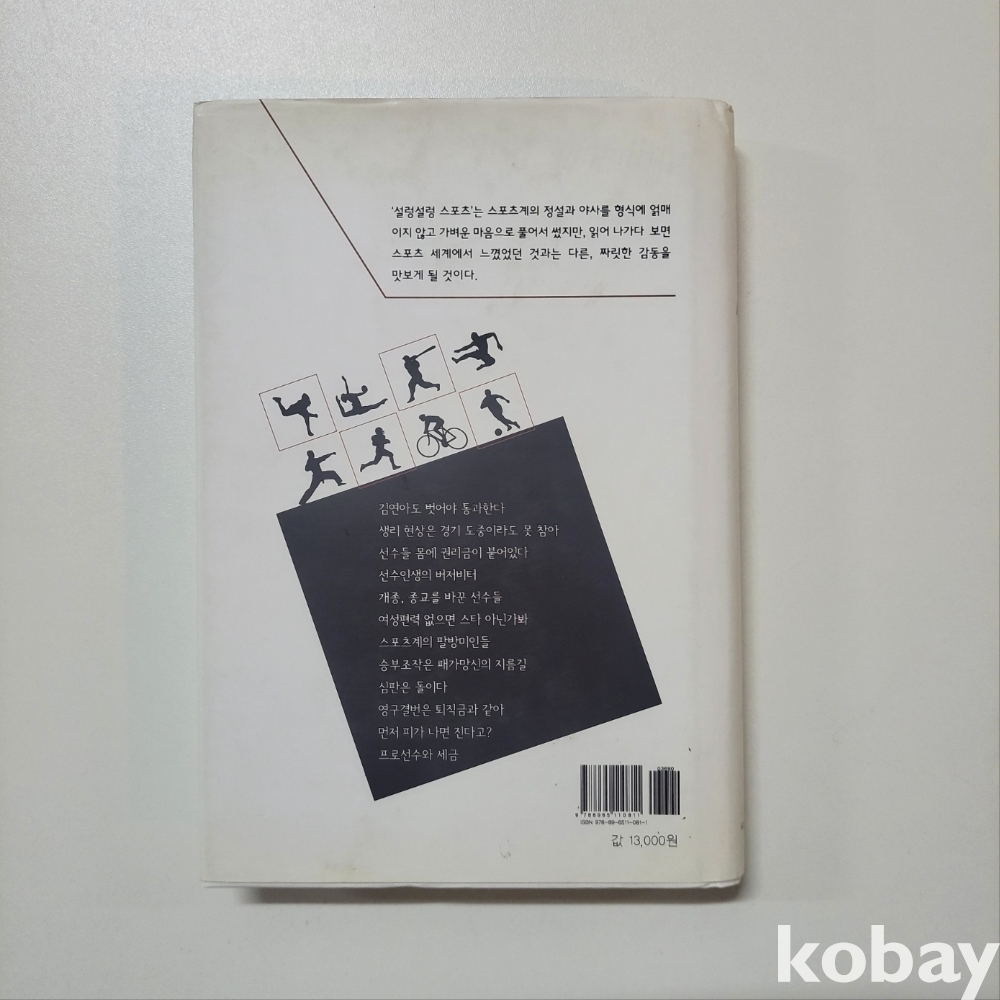 '설렁설렁 스포츠'는 스포츠계의 정설과 야사를 형식에 얽매
이지 않고 가벼운 마음으로 풀어서 썼지만, 읽어 나가다 보면
스포츠 세계에서 느꼈었던 것과는 다른, 짜릿한 감동을
맛보게 될 것이다.
김연아도 벗어야 통과한다
생리 현상은 경기 도중이라도 못 참아
선수들 몸에 권리금이 붙어있다
선수인생의 버저비터
개종, 종교를 바꾼 선수들
여성편력 없으면 스타 아닌가봐
스포츠계의 팔방미인들
승부조작은 패가망신의 지름길
심판은 돌이다
영구결번은 퇴직금과 같아
먼저 피가 나면 진다고?
프로선수와 세금
03690
9 788965 110811
ISBN 978-89-6511-081-1
값 13,000원
kobay